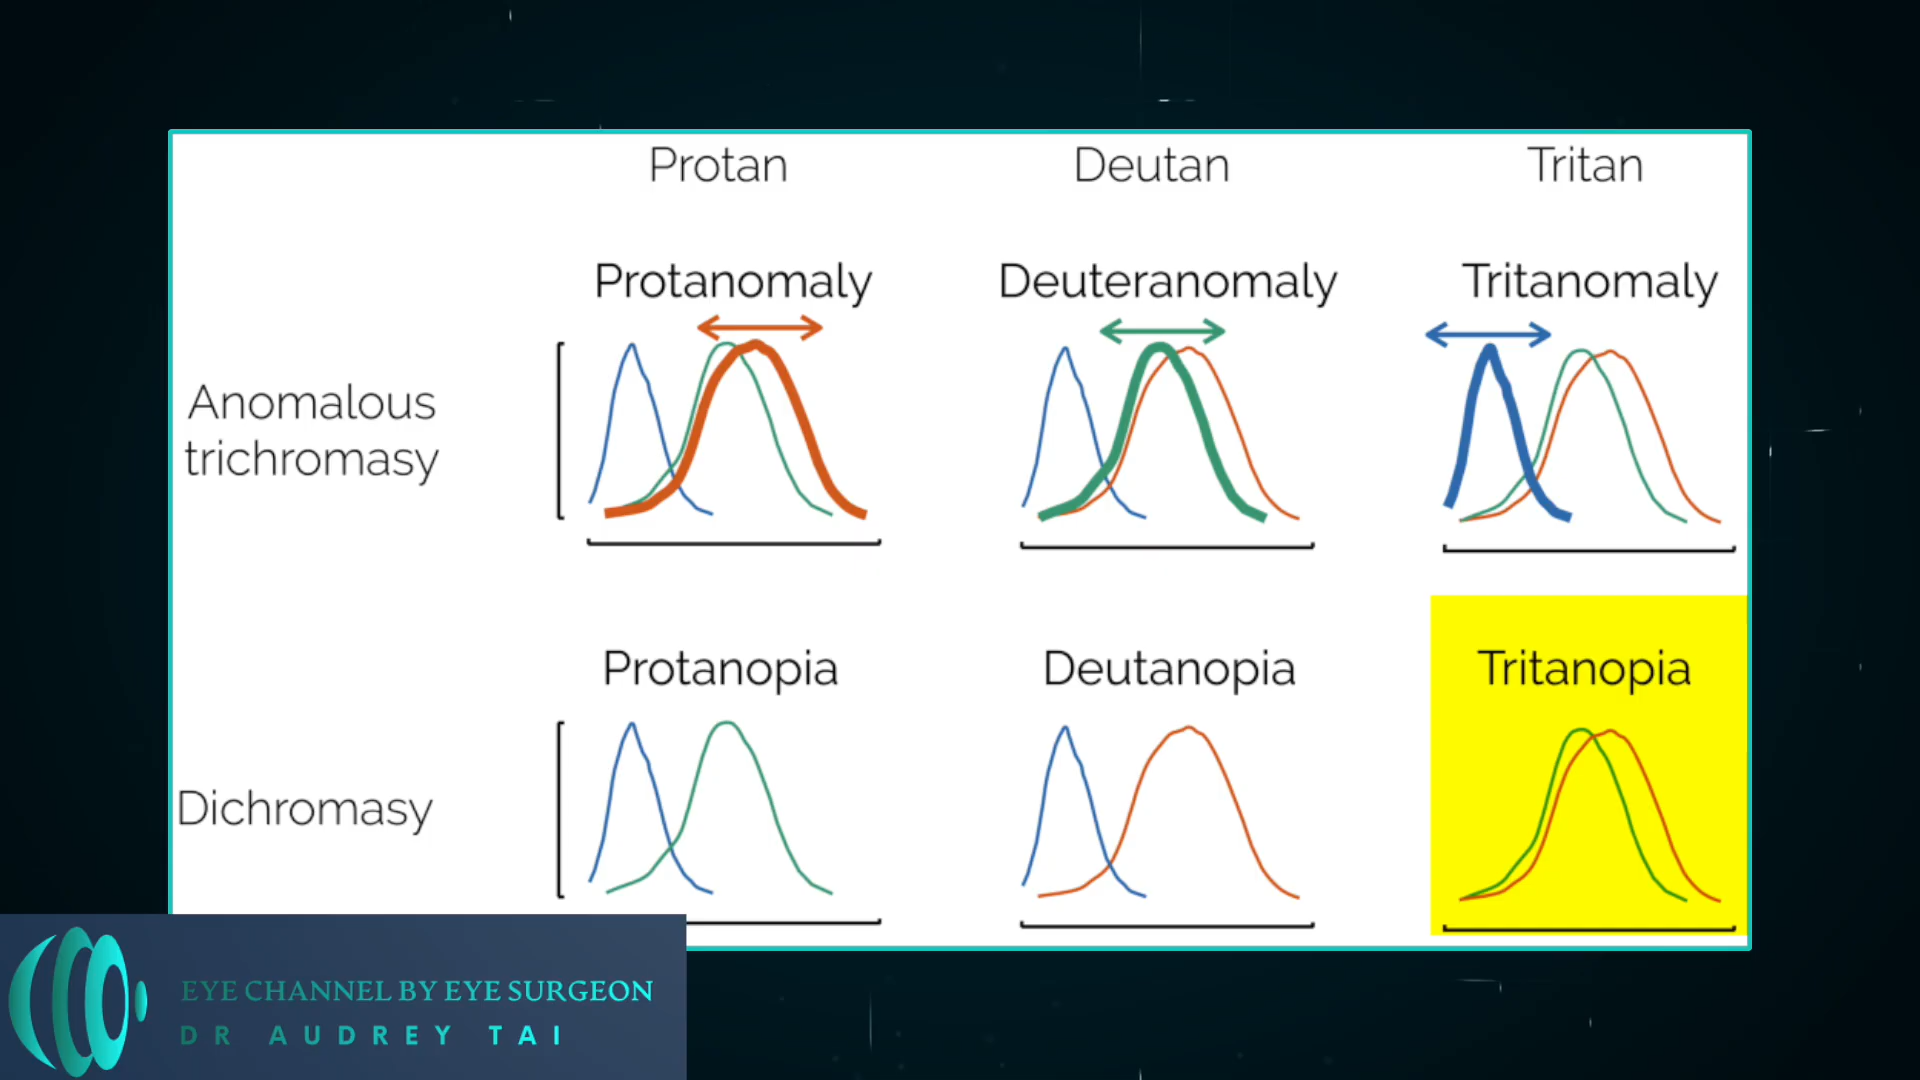 Protan
Deutan
Tritan
Protanomaly
Deuteranomaly
Tritanomaly
Anomalous
trichromasy
Protanopia
Deutanopia
Tritanopia
Dichromasy
EYE CHANNEL BY EYE SURGEON
DR AUDREY TAI